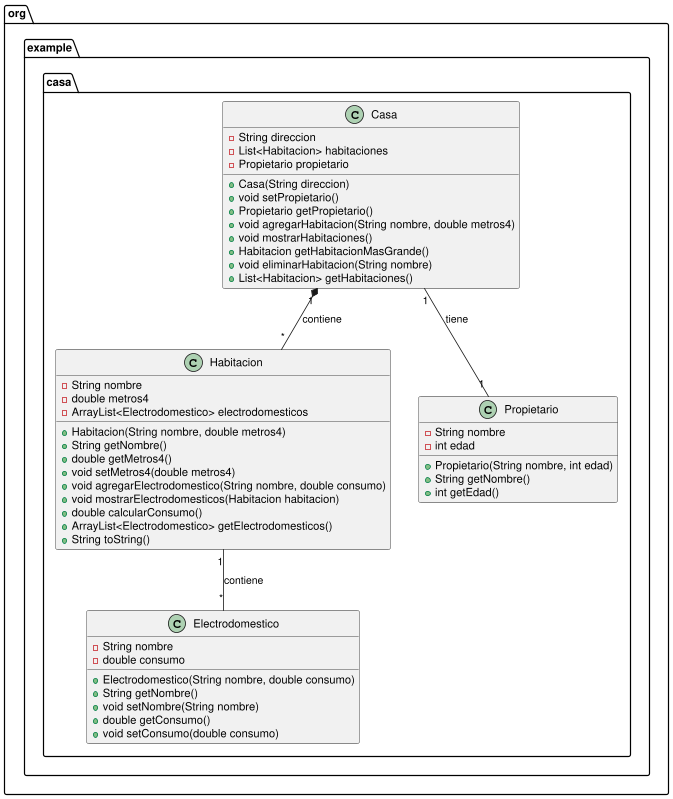 org
example
casa
C Casa
String direccion
List<Habitacion> habitaciones
Propietario propietario
Casa(String direccion)
void setPropietario()
Propietario getPropietario()
void agregarHabitacion(String nombre, double metros4)
void mostrarHabitaciones()
Habitacion getHabitacionMasGrande()
void eliminarHabitacion(String nombre)
List<Habitacion> getHabitaciones()
1
1
contiene
tiene
*
1
C Habitacion
String nombre
double metros4
ArrayList<Electrodomestico> electrodomesticos
Habitacion(String nombre, double metros4)
String getNombre()
double getMetros4()
void setMetros4(double metros4)
void agregarElectrodomestico(String nombre, double consumo)
void mostrarElectrodomesticos(Habitacion habitacion)
double calcularConsumo()
ArrayList<Electrodomestico> getElectrodomesticos()
String toString()
C Propietario
String nombre
int edad
Propietario(String nombre, int edad)
String getNombre()
int getEdad()
1
contiene
*
C Electrodomestico
String nombre
double consumo
Electrodomestico(String nombre, double consumo)
String getNombre()
void setNombre(String nombre)
double getConsumo()
void setConsumo(double consumo)